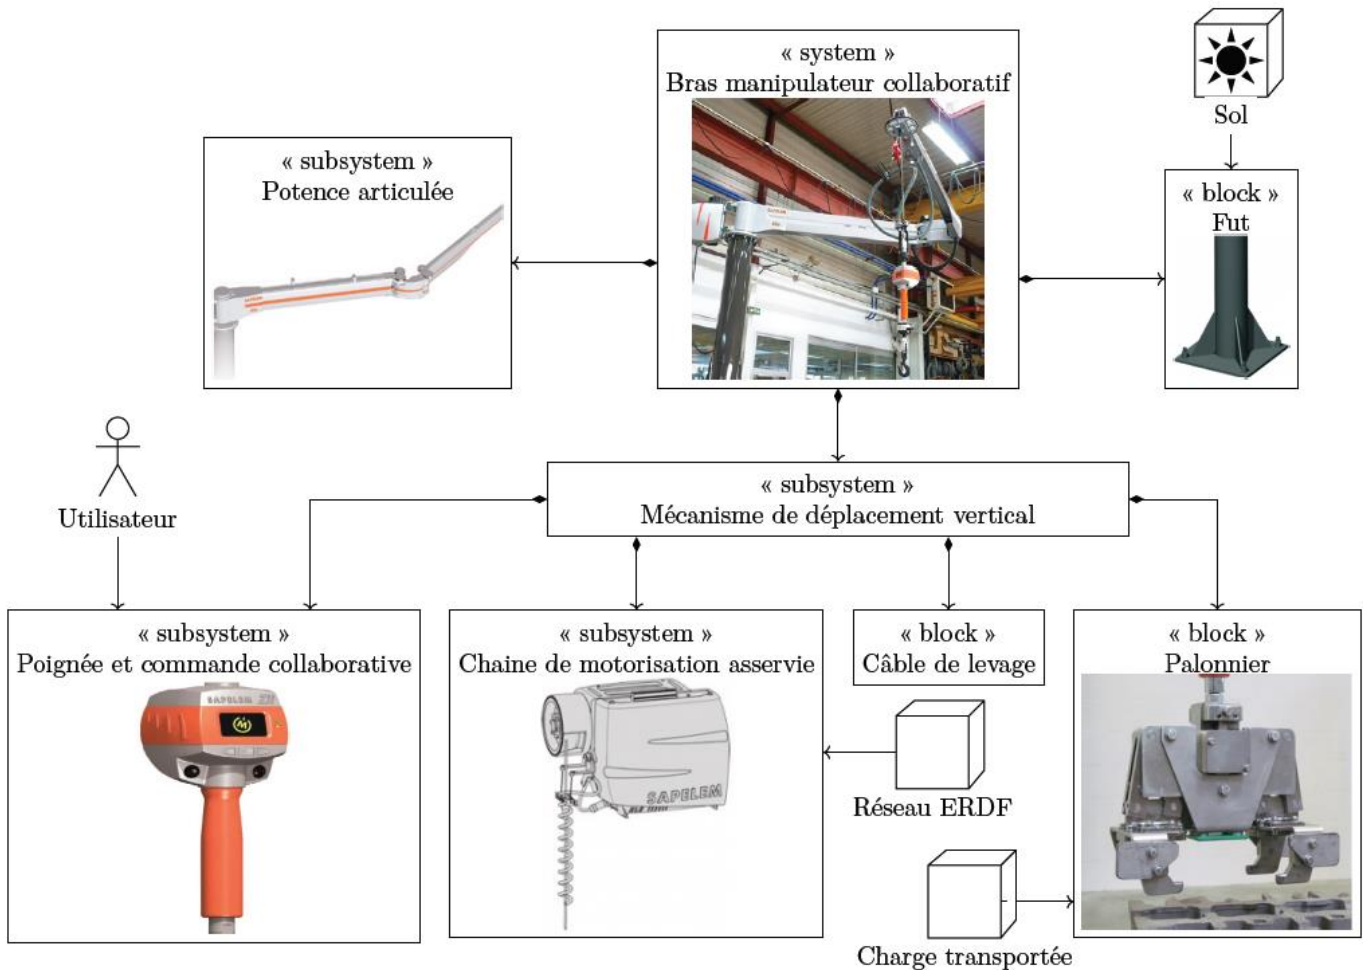 « system »
Bras manipulateur collaboratif
Sol
« subsystem »
Potence articulée
« block »
Fut
Utilisateur
« subsystem »
Mécanisme de déplacement vertical
« subsystem »
Poignée et commande collaborative
SAPELEM
« subsystem »
Chaine de motorisation asservie
SAPELEM
« block »
Câble de levage
« block »
Palonnier
Réseau ERDF
Charge transportée